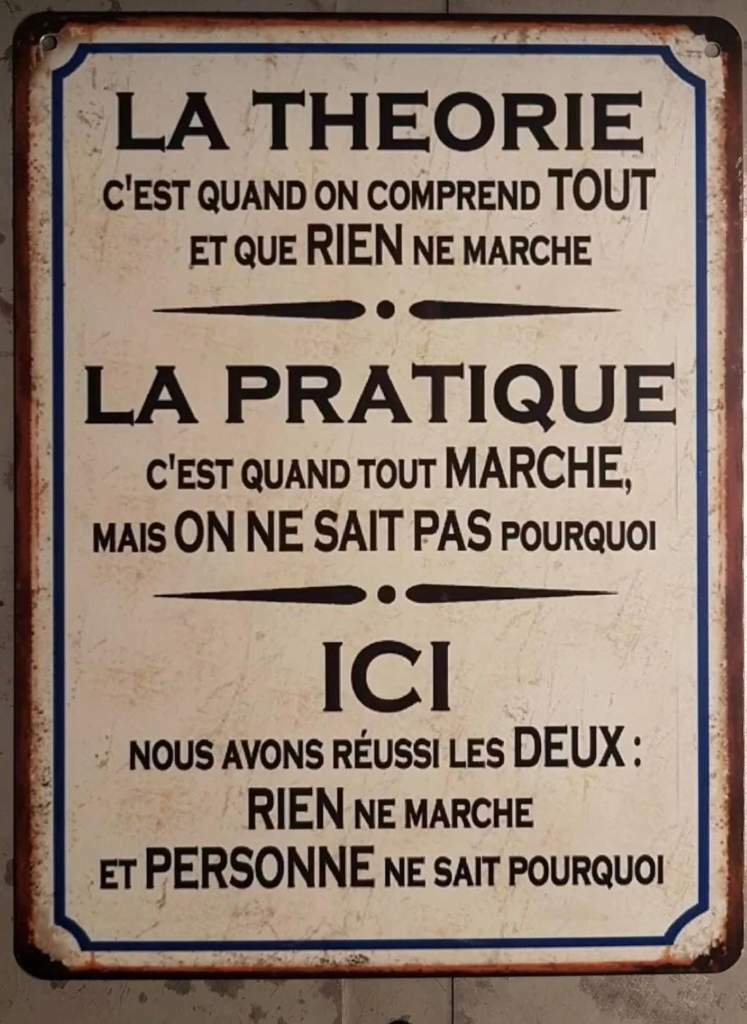 LA THEORIE
C'EST QUAND ON COMPREND TOUT
ET QUE RIEN NE MARCHE
LA PRATIQUE
C'EST QUAND TOUT MARCHE,
MAIS ON NE SAIT PAS POURQUOI
ICI
NOUS AVONS RÉUSSI LES DEUX :
RIEN NE MARCHE
ET PERSONNE NE SAIT POURQUOI